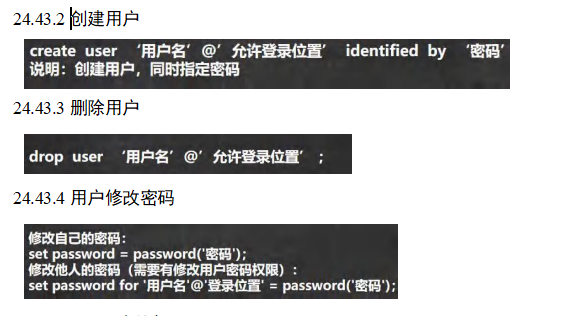 24.43.2 创建用户
create user ‘用户名’@’允许登录位置’ identified by ‘密码’
说明：创建用户，同时指定密码
24.43.3 删除用户
drop user ‘用户名’@’允许登录位置’ ;
24.43.4 用户修改密码
修改自己的密码：
set password = password('密码');
修改他人的密码（需要有修改用户密码权限）：
set password for '用户名'@'登录位置' = password('密码');